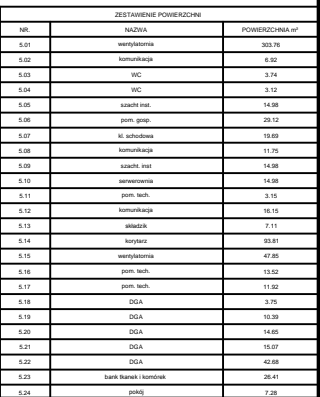 ZESTAWIENIE POWIERZCHNI
NR. NAZWA POWIERZCHNIA m²
5.01 wentylatornia 303.76
5.02 komunikacja 6.92
5.03 WC 3.74
5.04 WC 3.12
5.05 szacht inst. 14.98
5.06 pom. gosp. 29.12
5.07 kl. schodowa 19.69
5.08 komunikacja 11.75
5.09 szacht. inst 14.98
5.10 serwerownia 14.98
5.11 pom. tech. 3.15
5.12 komunikacja 16.15
5.13 składzik 7.11
5.14 korytarz 93.81
5.15 wentylatornia 47.85
5.16 pom. tech. 13.52
5.17 pom. tech. 11.92
5.18 DGA 3.75
5.19 DGA 10.39
5.20 DGA 14.65
5.21 DGA 15.07
5.22 DGA 42.68
5.23 bank tkanek i komórek 26.41
5.24 pokój 7.28